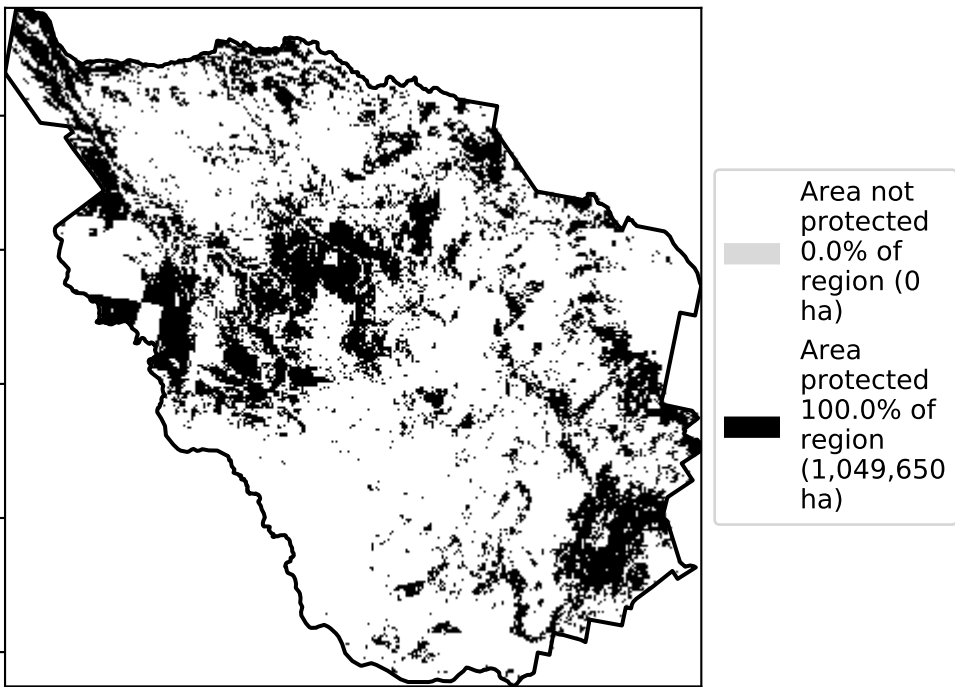 Area not
protected
0.0% of
region (0
ha)
Area
protected
100.0% of
region
(1,049,650
ha)